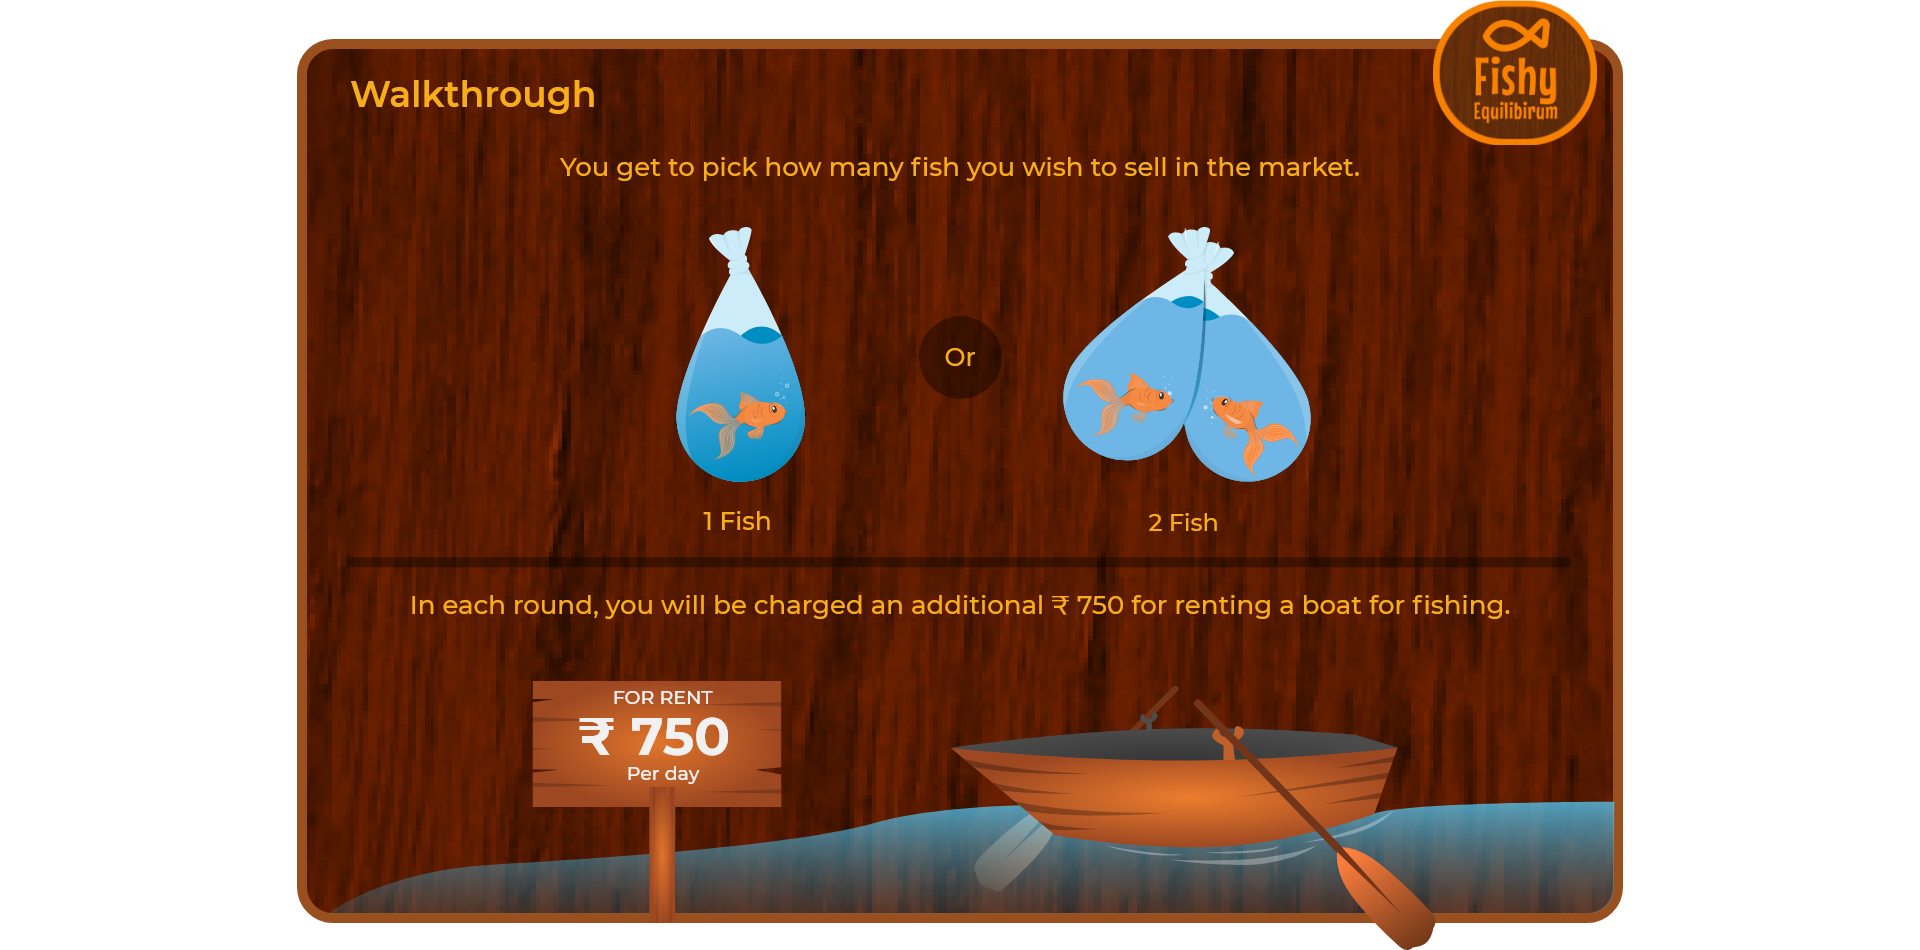 Fishy
Equilibirum
Walkthrough
You get to pick how many fish you wish to sell in the market.
Or
1 Fish
2 Fish
In each round, you will be charged an additional ₹ 750 for renting a boat for fishing.
FOR RENT
₹ 750
Per day